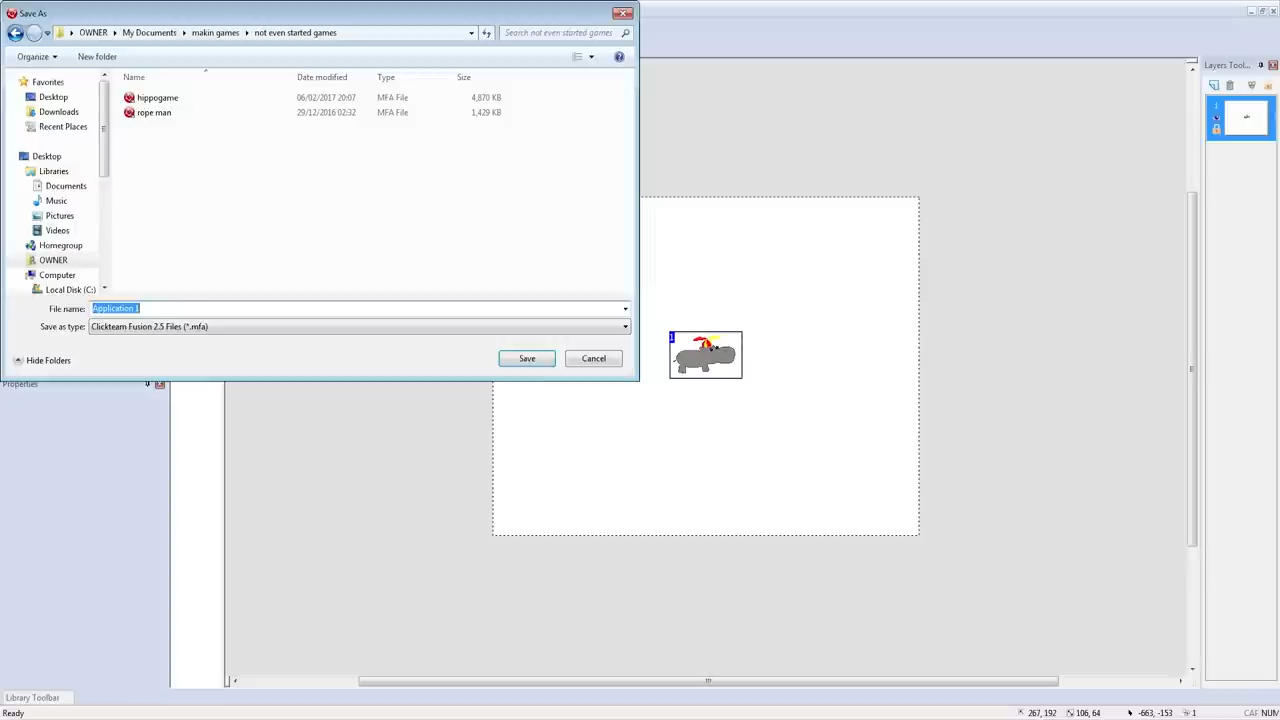 Save As
OWNER My Documents makin games not even started games Search not even started games
Organize New folder
Name Date modified Type Size
Favorites
Desktop
Downloads
Recent Places
Desktop
Libraries
Documents
Music
Pictures
Videos
Homegroup
OWNER
Computer
Local Disk (C:)
hippogame 06/02/2017 20:07 MFA File 4,870 KB
rope man 29/12/2016 02:32 MFA File 1,429 KB
File name: Application 1
Save as type: Clickteam Fusion 2.5 Files (*.mfa)
Hide Folders Save Cancel
Layers Tool...
1
1
Properties
Library Toolbar
Ready 267, 192 106, 64 -663, -153 1 CAF NUM